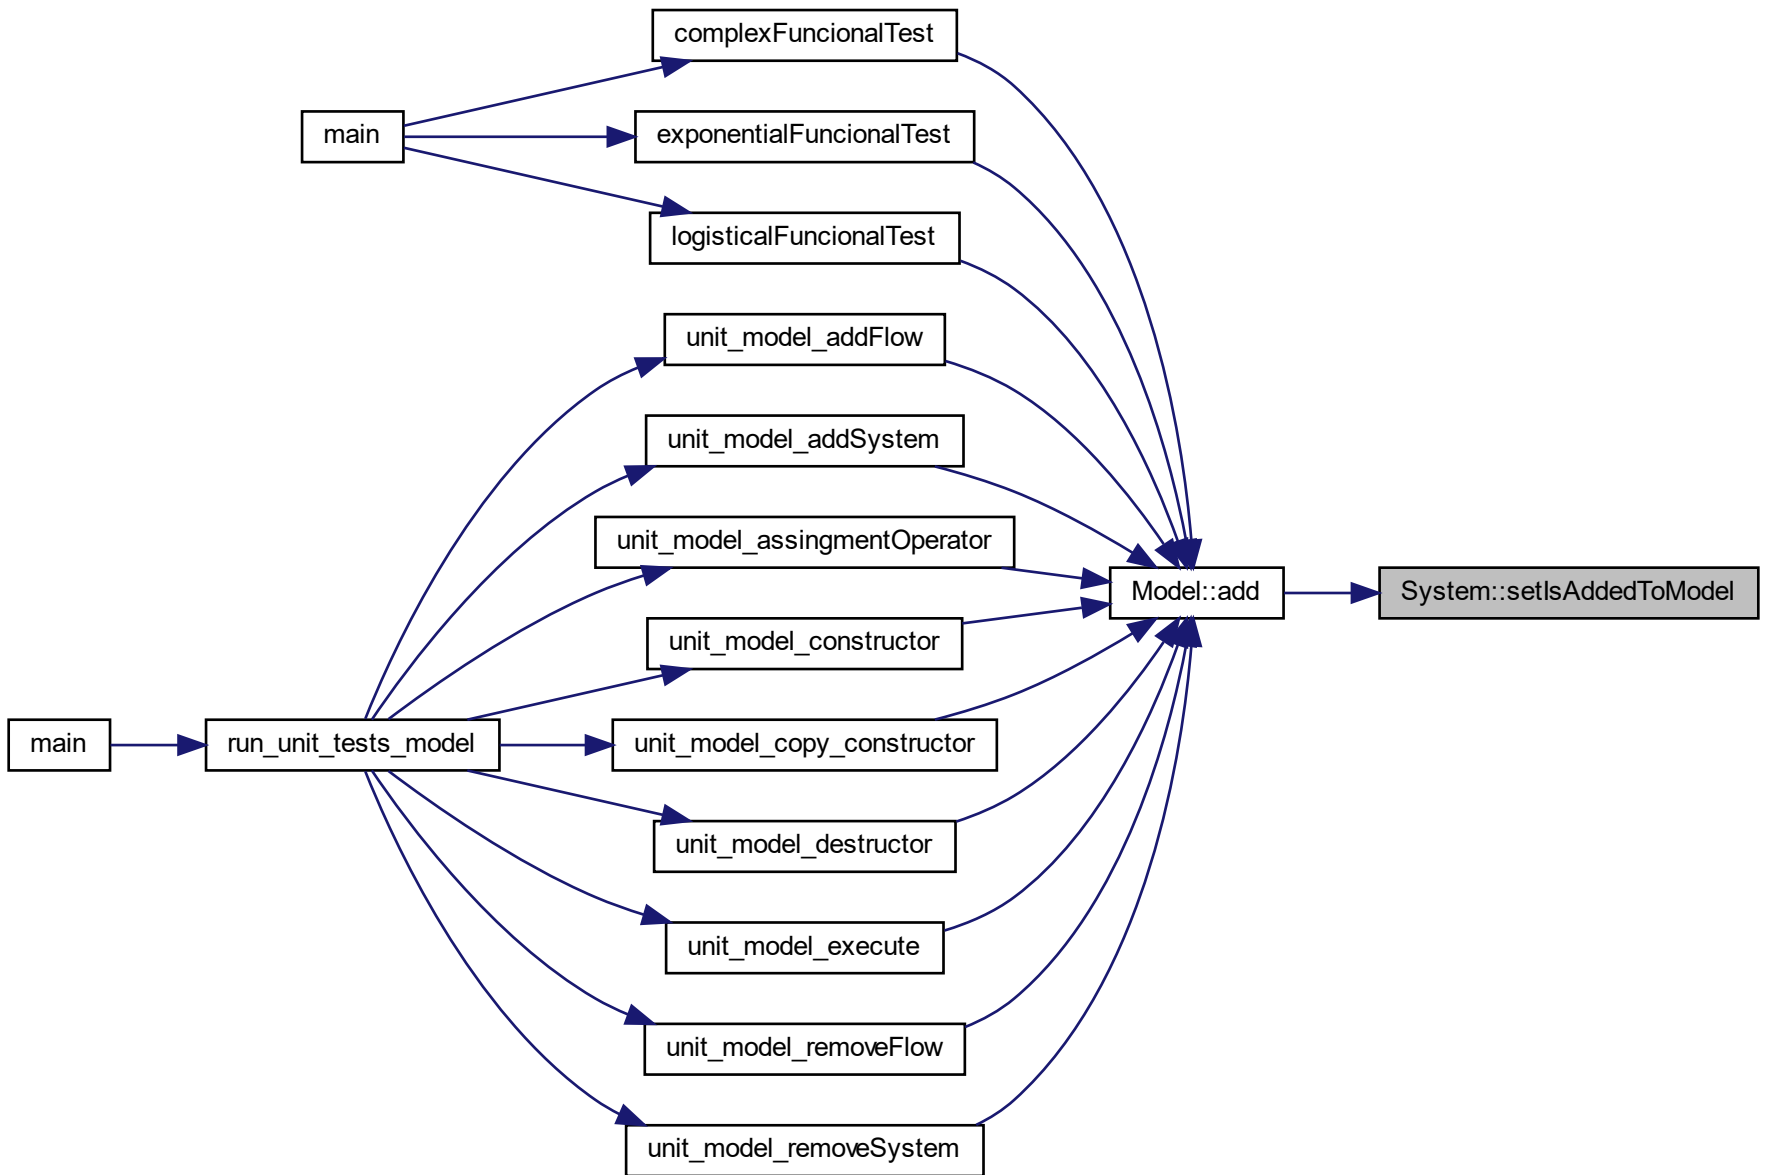 complexFuncionalTest
main
exponentialFuncionalTest
logisticalFuncionalTest
unit_model_addFlow
unit_model_addSystem
unit_model_assingmentOperator
Model::add
System::setIsAddedToModel
unit_model_constructor
main
run_unit_tests_model
unit_model_copy_constructor
unit_model_destructor
unit_model_execute
unit_model_removeFlow
unit_model_removeSystem